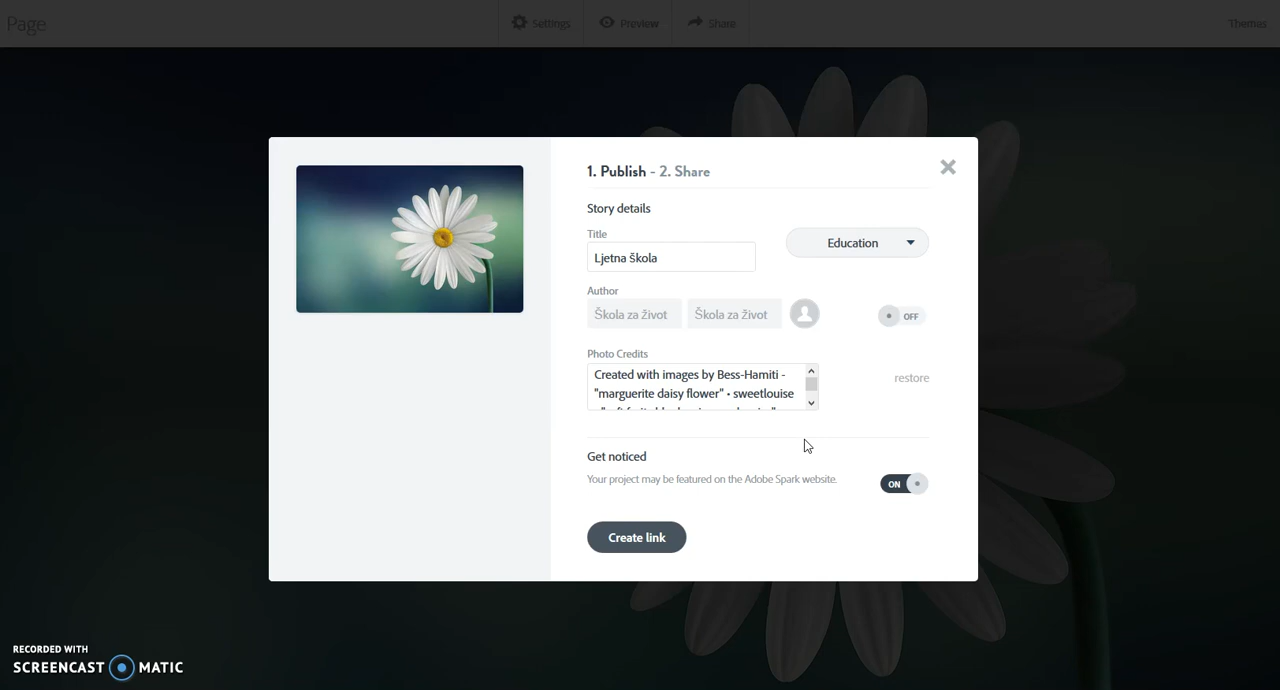 Page
Settings
Preview
Share
Themes
1. Publish - 2. Share
Story details
Title
Ljetna škola
Education
Author
Škola za život
Škola za život
OFF
Photo Credits
Created with images by Bess-Hamiti -
"marguerite daisy flower" • sweetlouise
restore
Get noticed
Your project may be featured on the Adobe Spark website.
ON
Create link
RECORDED WITH
SCREENCAST MATIC